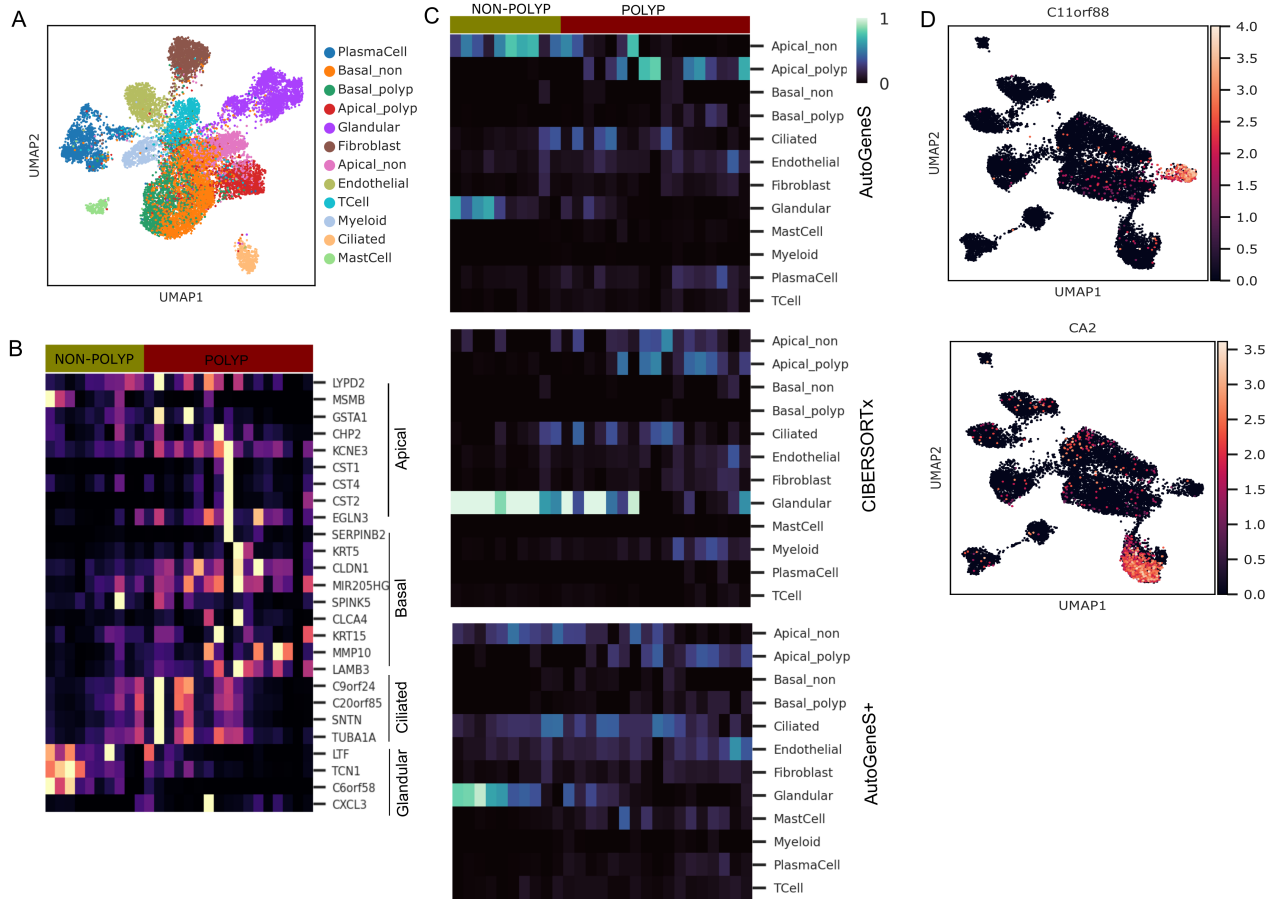 A
PlasmaCell
Basal_non
Basal_polyp
Apical_polyp
Glandular
Fibroblast
Apical_non
Endothelial
TCell
Myeloid
Ciliated
MastCell
UMAP2
UMAP1
B
NON-POLYP POLYP
LYPD2
MSMB
GSTA1
CHP2
KCNE3
CST1
CST4
CST2
EGLN3
SERPINB2
KRT5
CLDN1
MIR205HG
SPINK5
CLCA4
KRT15
MMP10
LAMB3
C9orf24
C20orf85
SNTN
TUBA1A
LTF
TCN1
C6orf58
CXCL3
Apical
Basal
Ciliated
Glandular
C
NON-POLYP POLYP
1
0
Apical_non
Apical_polyp
Basal_non
Basal_polyp
Ciliated
Endothelial
Fibroblast
Glandular
MastCell
Myeloid
PlasmaCell
TCell
AutoGeneS
Apical_non
Apical_polyp
Basal_non
Basal_polyp
Ciliated
Endothelial
Fibroblast
Glandular
MastCell
Myeloid
PlasmaCell
TCell
CIBERSORTx
Apical_non
Apical_polyp
Basal_non
Basal_polyp
Ciliated
Endothelial
Fibroblast
Glandular
MastCell
Myeloid
PlasmaCell
TCell
AutoGeneS+
D
C11orf88
4.0
3.5
3.0
2.5
2.0
1.5
1.0
0.5
0.0
UMAP2
UMAP1
CA2
3.5
3.0
2.5
2.0
1.5
1.0
0.5
0.0
UMAP2
UMAP1